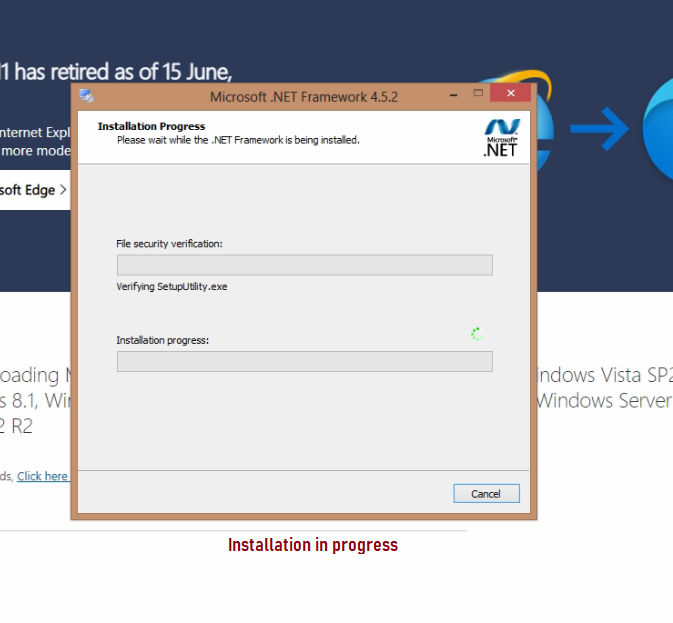 11 has retired as of 15 June,
Microsoft .NET Framework 4.5.2
Installation Progress
Please wait while the .NET Framework is being installed.
Microsoft
.NET
nternet Expl
more mode
soft Edge >
File security verification:
Verifying SetupUtility.exe
Installation progress:
oading
indows Vista SP2
s 8.1, Wi
Windows Server
2 R2
ds, Click here
Cancel
Installation in progress